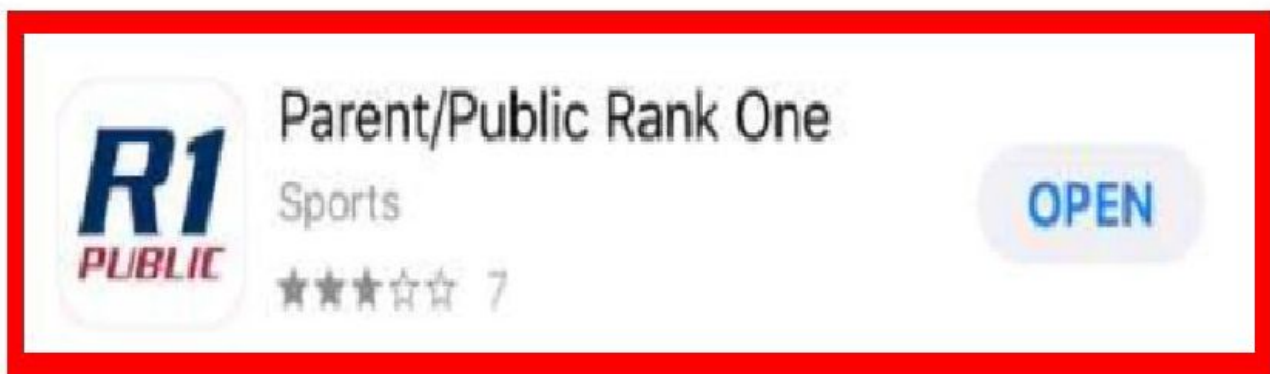 R1
PUBLIC
Parent/Public Rank One
Sports
7
OPEN